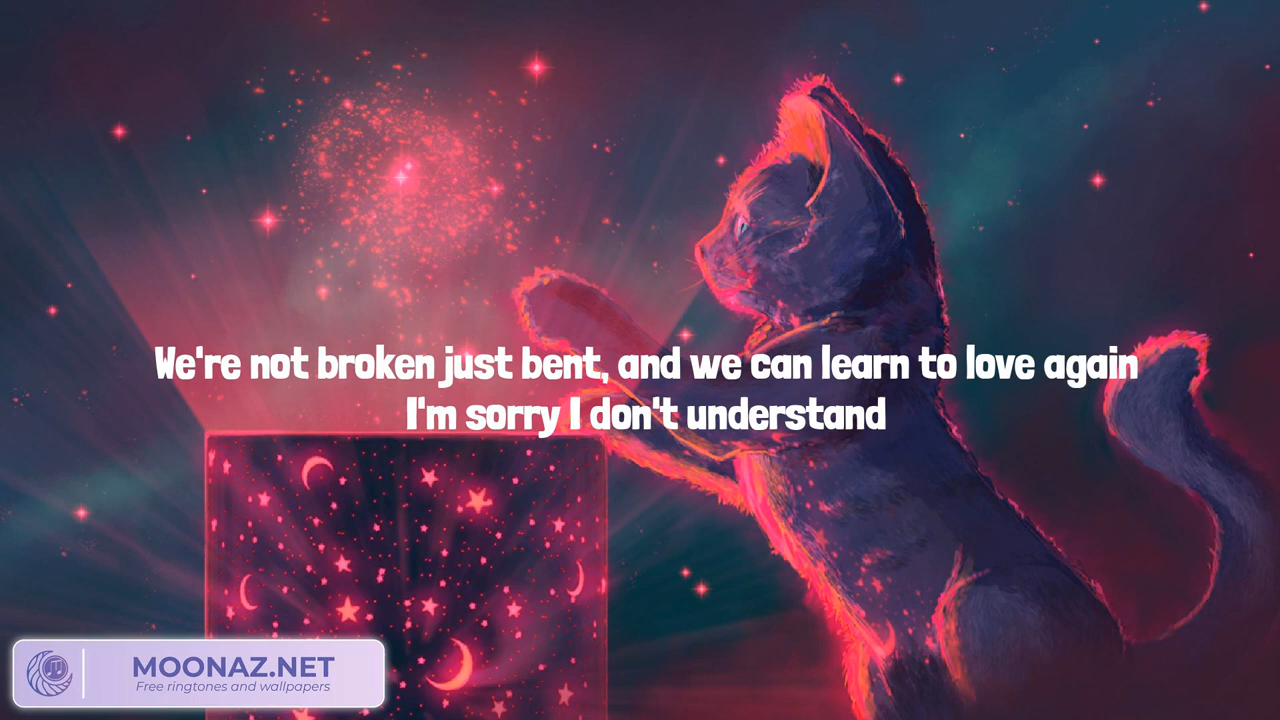 We're not broken just bent, and we can learn to love again
I'm sorry I don't understand
MOONAZ.NET
Free ringtones and wallpapers